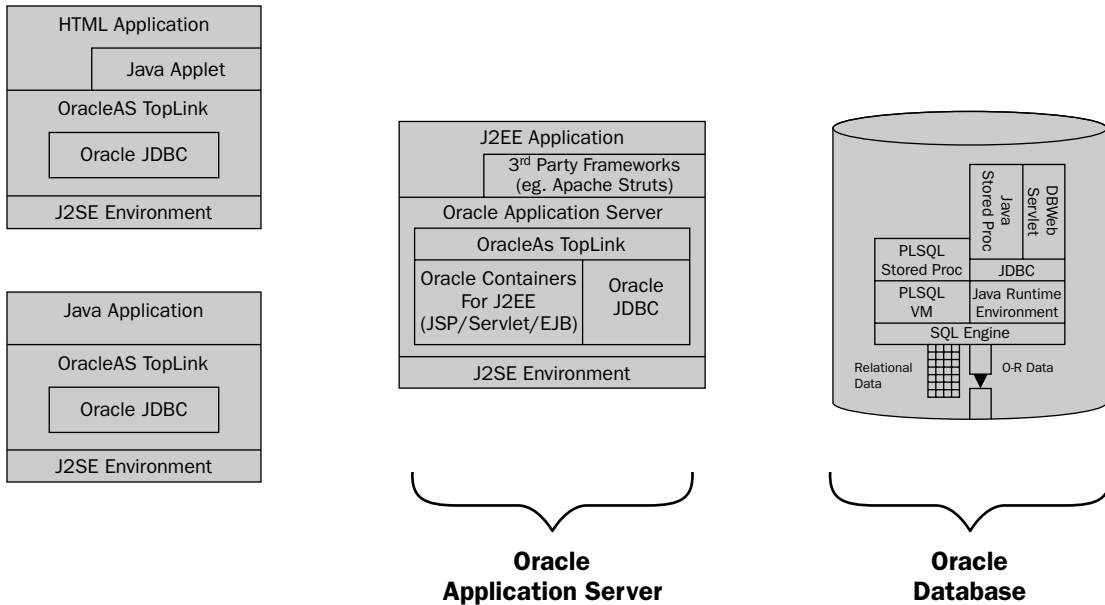 HTML Application
Java Applet
OracleAS TopLink
Oracle JDBC
J2SE Environment
Java Application
OracleAS TopLink
Oracle JDBC
J2SE Environment
J2EE Application
3rd Party Frameworks
(eg. Apache Struts)
Oracle Application Server
OracleAs TopLink
Oracle Containers
For J2EE
(JSP/Servlet/EJB)
Oracle
JDBC
J2SE Environment
Oracle
Application Server
Java
Stored Proc
DBWeb
Servlet
PLSQL
Stored Proc
JDBC
PLSQL
VM
Java Runtime
Environment
SQL Engine
Relational
Data
O-R Data
Oracle
Database